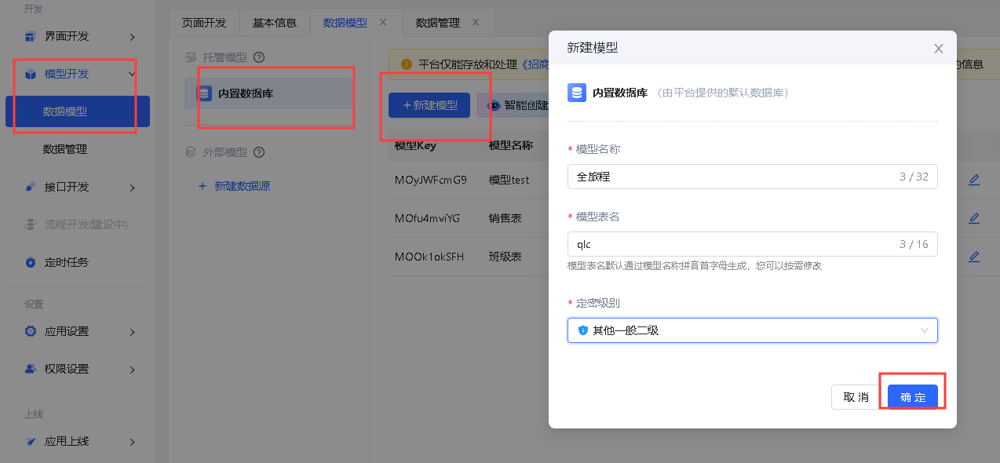 开发
界面开发
模型开发
数据模型
数据管理
接口开发
流程开发(建设中)
定时任务
设置
应用设置
权限设置
上线
应用上线
页面开发
基本信息
数据模型
数据管理
托管模型
内置数据库
外部模型
+ 新建数据源
平台仅能存放和处理《招商
的信息
+新建模型
智能创建
模型Key
模型名称
MOyJWFcmG9
模型test
MOfu4mviYG
销售表
MOOk1okSFH
班级表
新建模型
内置数据库
（由平台提供的默认数据库）
* 模型名称
全旅程
3 / 32
* 模型表名
qlc
3 / 16
模型表名默认通过模型名称拼音首字母生成，您可以按需修改
* 定密级别
其他一般二级
取 消
确 定